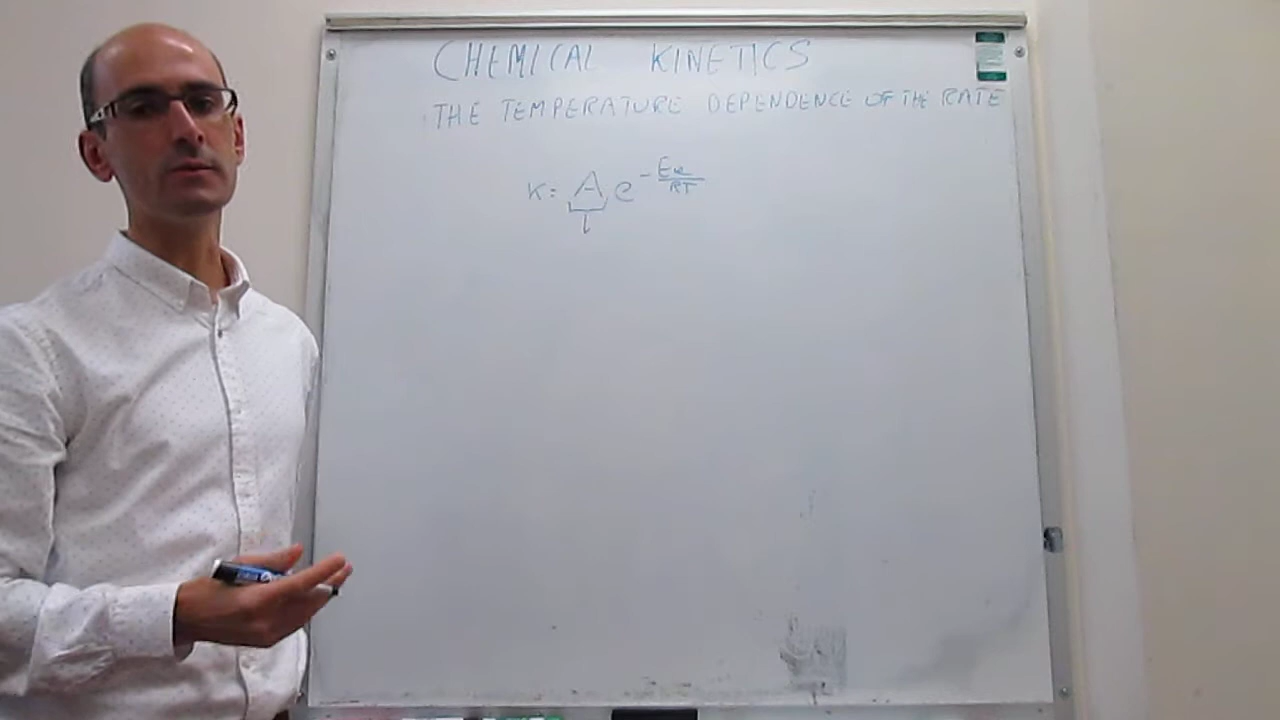 CHEMICAL KINETICS
THE TEMPERATURE DEPENDENCE OF THE RATE
K = A e^-Ea/RT